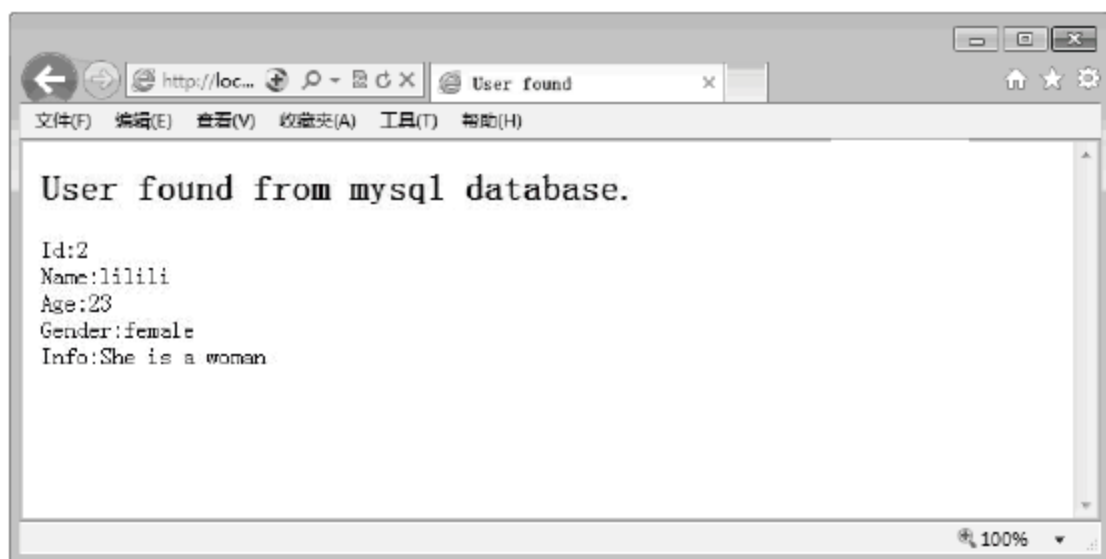 http://loc... User found
文件(F) 编辑(E) 查看(V) 收藏夹(A) 工具(T) 帮助(H)
User found from mysql database.
Id:2
Name:lilili
Age:23
Gender:female
Info:She is a woman
100%